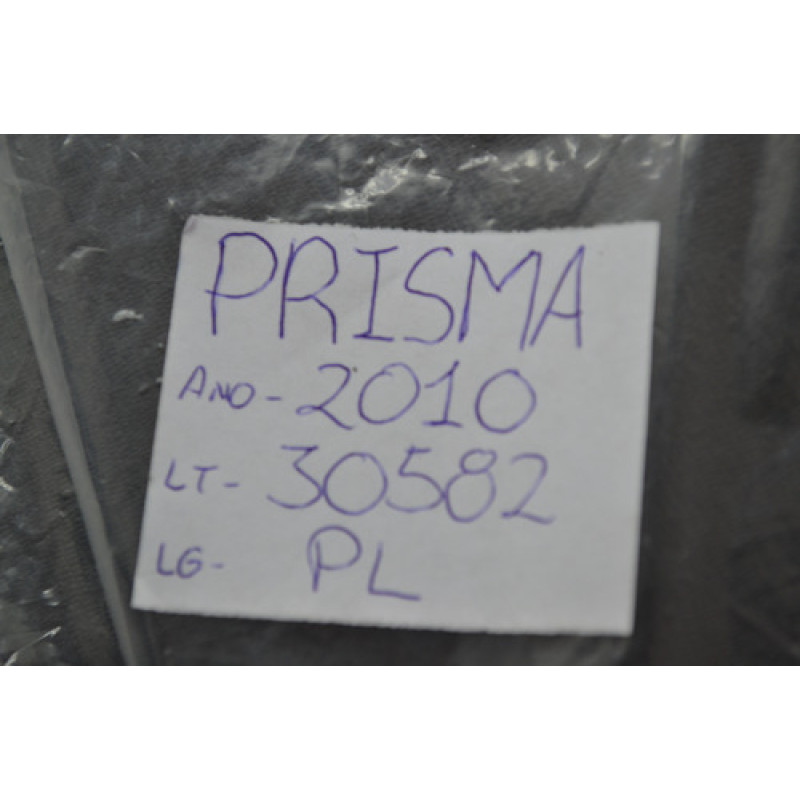 PRISMA
ANO - 2010
LT - 30582
LG - PL